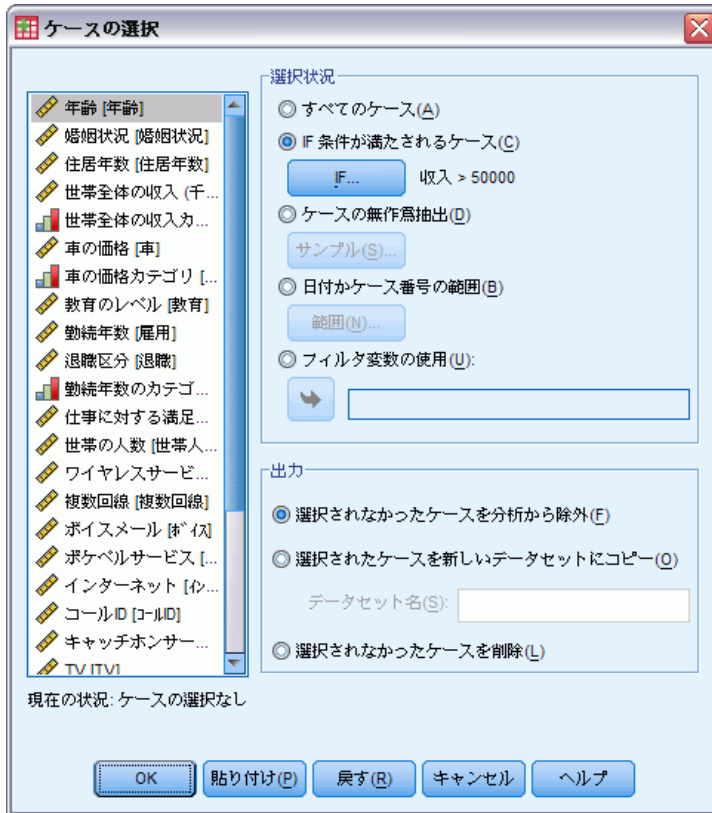 ケースの選択
年齢 [年齢]
婚姻状況 [婚姻状況]
住居年数 [住居年数]
世帯全体の収入 (千...
世帯全体の収入カ...
車の価格 [車]
車の価格カテゴリ [...
教育のレベル [教育]
勤続年数 [雇用]
退職区分 [退職]
勤続年数のカテゴ...
仕事に対する満足...
世帯の人数 [世帯人...
ワイヤレスサービ...
複数回線 [複数回線]
ボイスメール [ボイス]
ポケベルサービス [...
インターネット [イン...
コールID [コールID]
キャッチホンサー...
TV [TV]
現在の状況: ケースの選択なし
選択状況
すべてのケース(A)
IF 条件が満たされるケース(C)
IF... 収入 > 50000
ケースの無作為抽出(D)
サンプル(S)...
日付かケース番号の範囲(B)
範囲(N)...
フィルタ変数の使用(U):
出力
選択されなかったケースを分析から除外(F)
選択されたケースを新しいデータセットにコピー(O)
データセット名(S):
選択されなかったケースを削除(L)
OK 貼り付け(P) 戻す(R) キャンセル ヘルプ